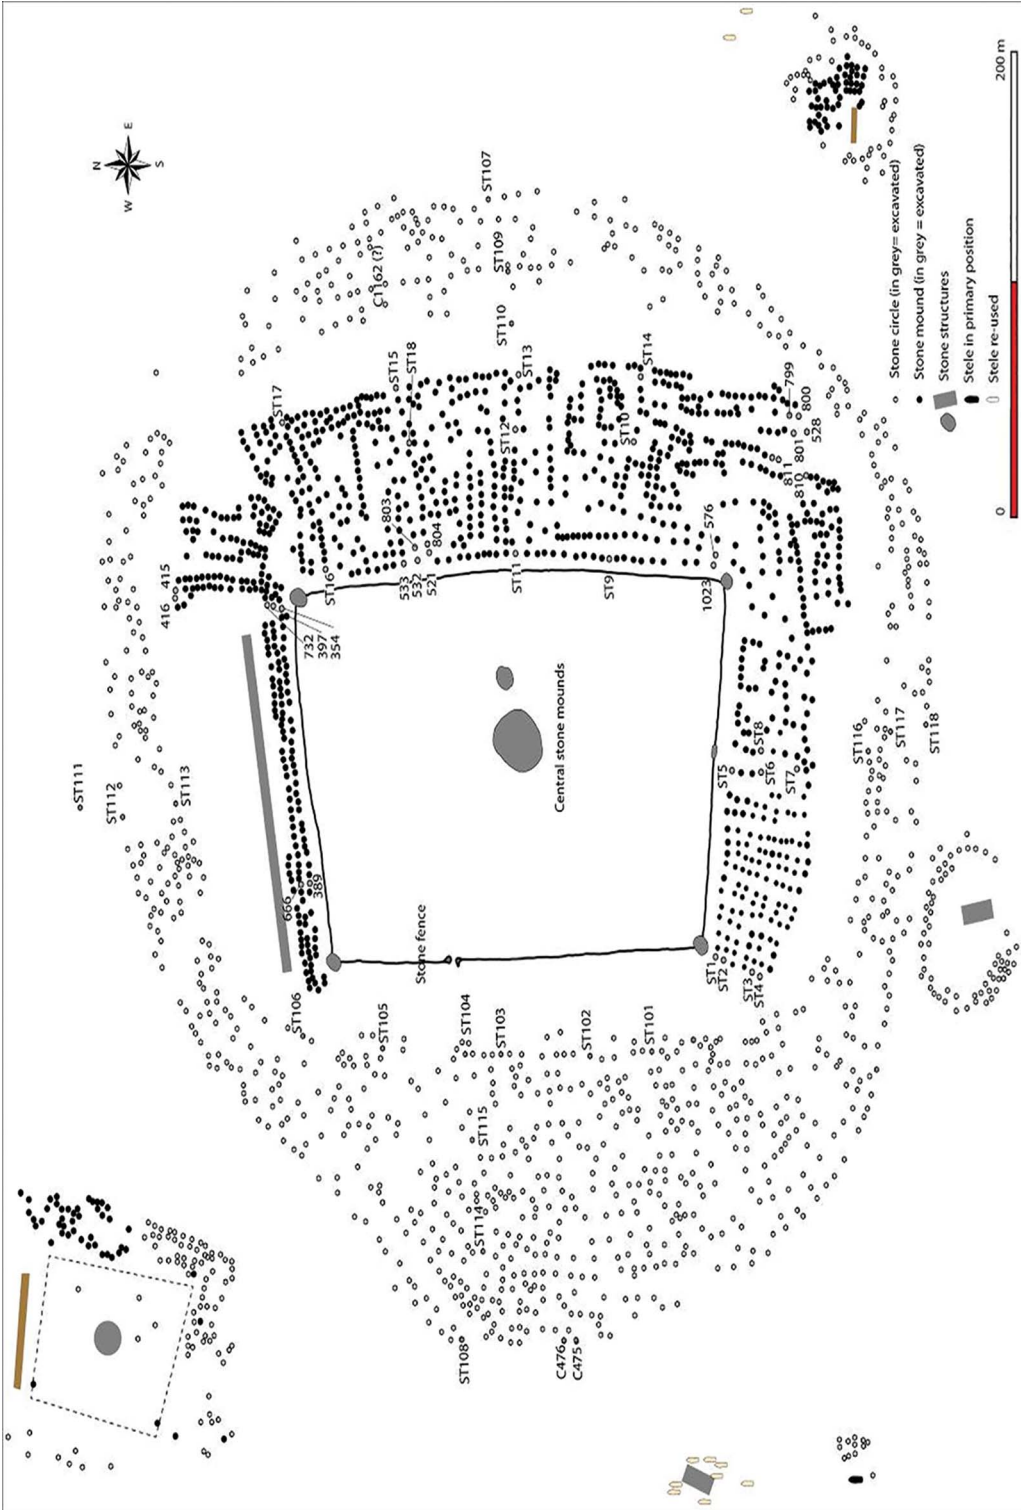 200 m
0
Stone circle (in grey= excavated)
Stone mound (in grey = excavated)
Stone structures
Stele in primary position
Stele re-used
E
N
S
W
ST107
C1162 (?)
ST109
ST110
ST15
ST18
ST13
ST14
ST17
ST12
ST10
799
800
528
801
811
810
803
804
576
415
416
ST16
533
532
521
ST11
ST9
1023
732
397
354
Central stone mounds
ST111
ST112
ST113
ST5
ST8
ST6
ST7
ST116
ST117
ST118
666
389
Stone fence
ST1
ST2
ST3
ST4
ST106
ST105
ST104
ST103
ST102
ST101
ST115
ST114
ST108
C476
C475